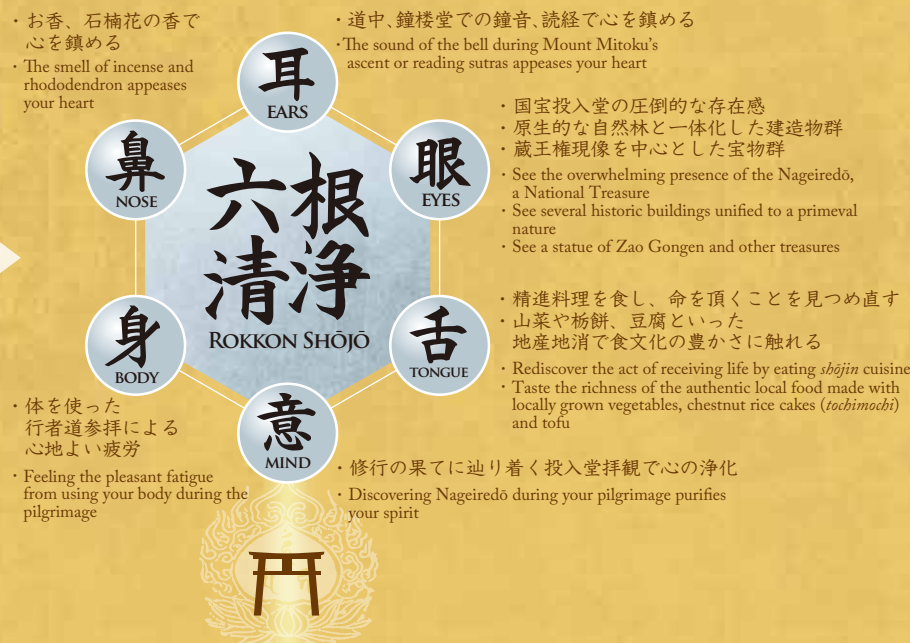 ・お香、石楠花の香で
心を鎮める
・The smell of incense and
rhododendron appeases
your heart
・道中、鐘楼堂での鐘音、読経で心を鎮める
・The sound of the bell during Mount Mitoku's
ascent or reading sutras appeases your heart
耳
EARS
鼻
NOSE
眼
EYES
・国宝投入堂の圧倒的な存在感
・原生的な自然林と一体化した建造物群
・蔵王権現像を中心とした宝物群
・See the overwhelming presence of the Nageiredō,
a National Treasure
・See several historic buildings unified to a primeval
nature
・See a statue of Zao Gongen and other treasures
六根
清浄
ROKKON SHŌJŌ
身
BODY
舌
TONGUE
・精進料理を食し、命を頂くことを見つめ直す
・山菜や栃餅、豆腐といった
地産地消で食文化の豊かさに触れる
・Rediscover the act of receiving life by eating shōjin cuisine
・Taste the richness of the authentic local food made with
locally grown vegetables, chestnut rice cakes (tochimochi)
and tofu
意
MIND
・体を使った
行者道参拝による
心地よい疲労
・Feeling the pleasant fatigue
from using your body during the
pilgrimage
・修行の果てに辿り着く投入堂拝観で心の浄化
・Discovering Nageiredō during your pilgrimage purifies
your spirit